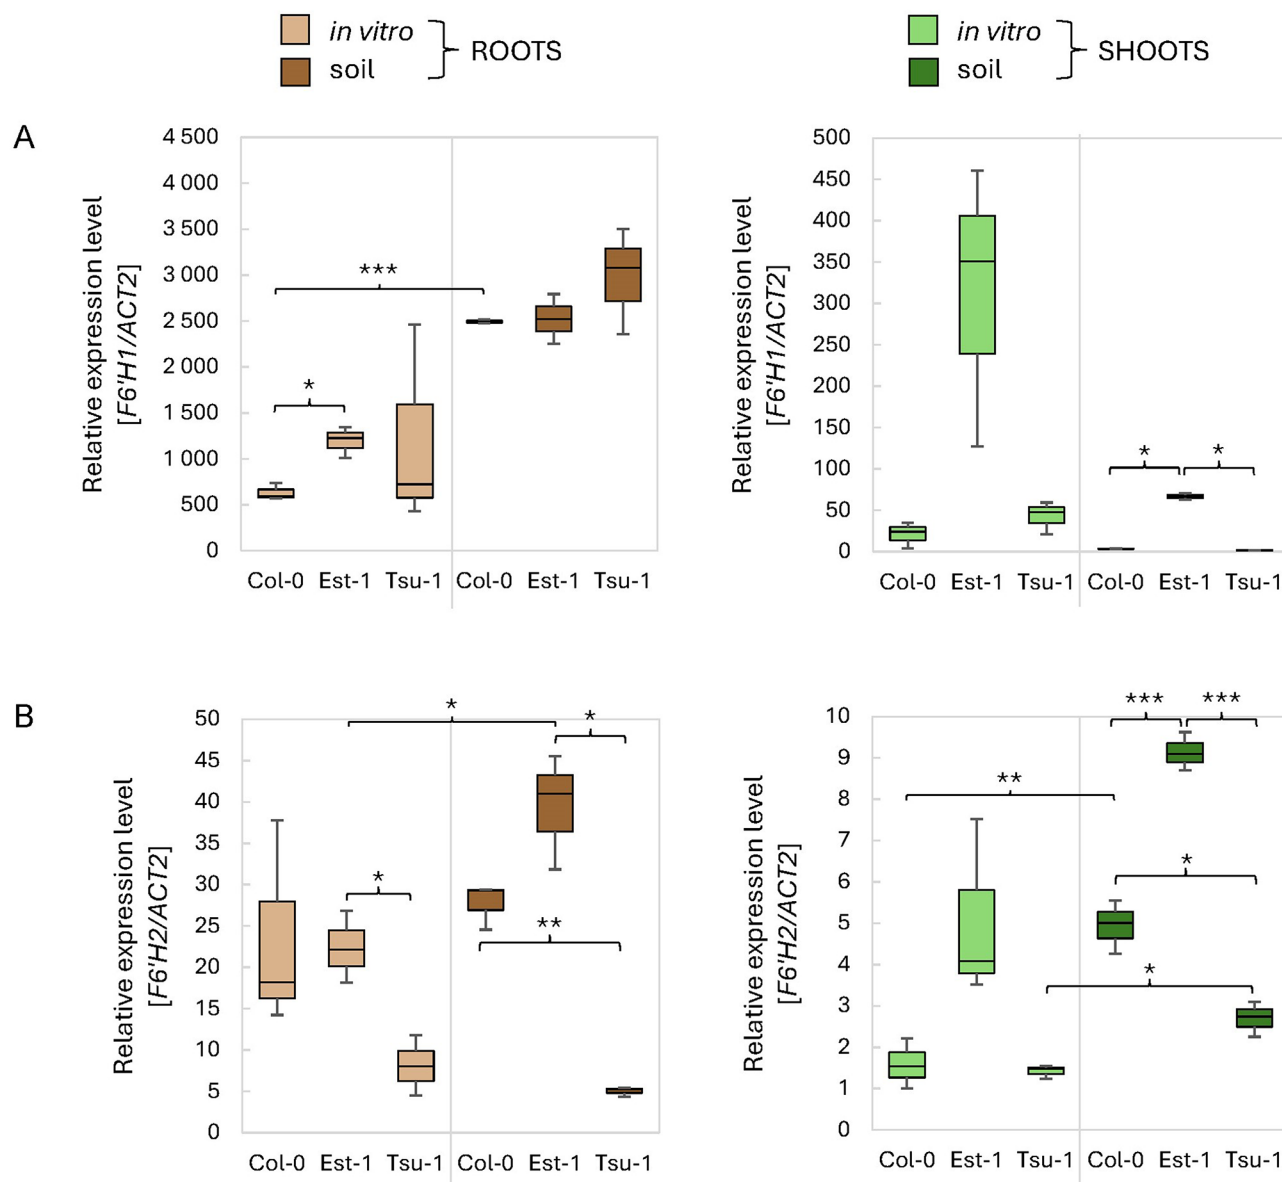 in vitro
soil
ROOTS
in vitro
soil
SHOOTS
A
Relative expression level
[F6'H1/ACT2]
4 500
4 000
3 500
3 000
2 500
2 000
1 500
1 000
500
0
*
***
Col-0 Est-1 Tsu-1 Col-0 Est-1 Tsu-1
Relative expression level
[F6'H1/ACT2]
500
450
400
350
300
250
200
150
100
50
0
* *
Col-0 Est-1 Tsu-1 Col-0 Est-1 Tsu-1
B
Relative expression level
[F6'H2/ACT2]
50
45
40
35
30
25
20
15
10
5
0
* *
*
**
Col-0 Est-1 Tsu-1 Col-0 Est-1 Tsu-1
Relative expression level
[F6'H2/ACT2]
10
9
8
7
6
5
4
3
2
1
0
*** ***
**
*
*
Col-0 Est-1 Tsu-1 Col-0 Est-1 Tsu-1